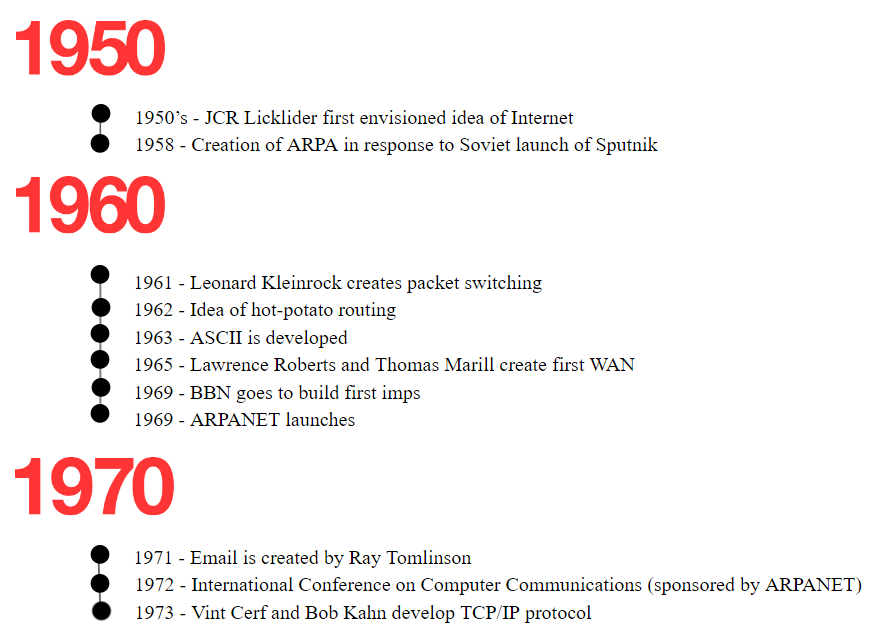 1950
1950’s - JCR Licklider first envisioned idea of Internet
1958 - Creation of ARPA in response to Soviet launch of Sputnik
1960
1961 - Leonard Kleinrock creates packet switching
1962 - Idea of hot-potato routing
1963 - ASCII is developed
1965 - Lawrence Roberts and Thomas Marill create first WAN
1969 - BBN goes to build first imps
1969 - ARPANET launches
1970
1971 - Email is created by Ray Tomlinson
1972 - International Conference on Computer Communications (sponsored by ARPANET)
1973 - Vint Cerf and Bob Kahn develop TCP/IP protocol